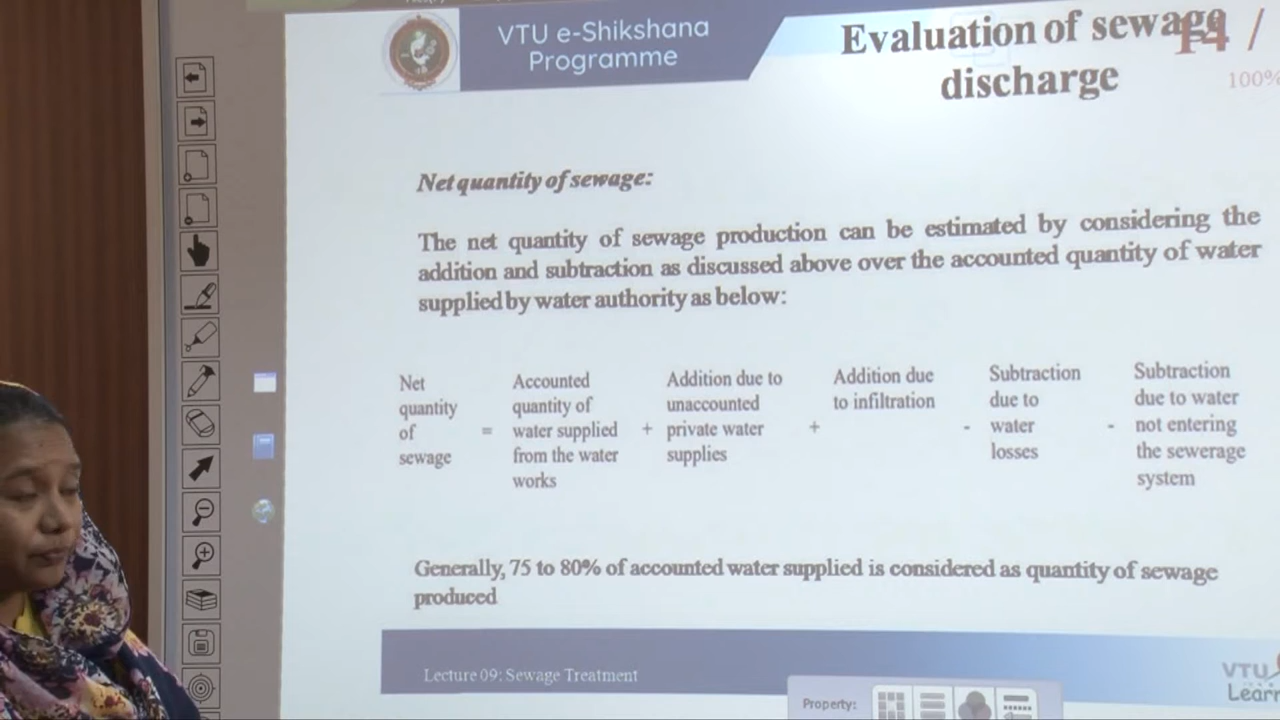 VTU e-Shikshana
Programme
Evaluation of sewage
discharge
14 /
100%
Net quantity of sewage:
The net quantity of sewage production can be estimated by considering the
addition and subtraction as discussed above over the accounted quantity of water
supplied by water authority as below:
Net
quantity
of
sewage
=
Accounted
quantity of
water supplied
from the water
works
+
Addition due to
unaccounted
private water
supplies
+
Addition due
to infiltration
-
Subtraction
due to
water
losses
-
Subtraction
due to water
not entering
the sewerage
system
Generally, 75 to 80% of accounted water supplied is considered as quantity of sewage
produced
Lecture 09: Sewage Treatment
VTU
Property: